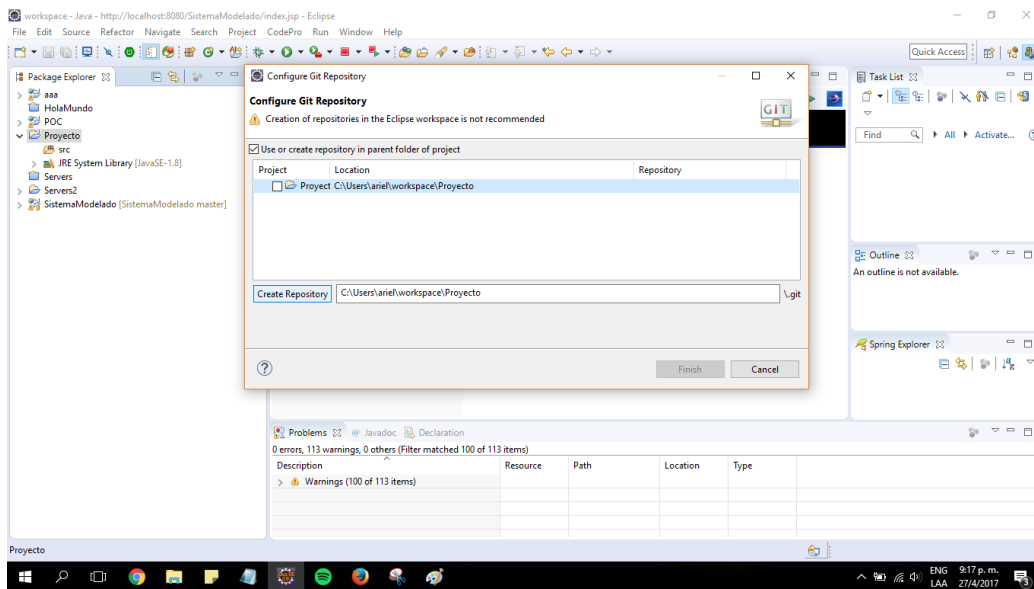 workspace - Java - http://localhost:8080/SistemaModelado/index.jsp - Eclipse
File Edit Source Refactor Navigate Search Project CodePro Run Window Help
Quick Access
Package Explorer
aaa
HolaMundo
POC
Proyecto
src
JRE System Library [JavaSE-1.8]
Servers
Servers2
SistemaModelado [SistemaModelado master]
Configure Git Repository
Configure Git Repository
Creation of repositories in the Eclipse workspace is not recommended
GIT
Use or create repository in parent folder of project
Project Location Repository
Proyect C:\Users\ariel\workspace\Proyecto
Create Repository C:\Users\ariel\workspace\Proyecto \.git
Finish Cancel
Task List
Find All Activate...
Outline
An outline is not available.
Spring Explorer
Problems Javadoc Declaration
0 errors, 113 warnings, 0 others (Filter matched 100 of 113 items)
Description Resource Path Location Type
Warnings (100 of 113 items)
Proyecto
ENG 9:17 p. m.
LAA 27/4/2017
3